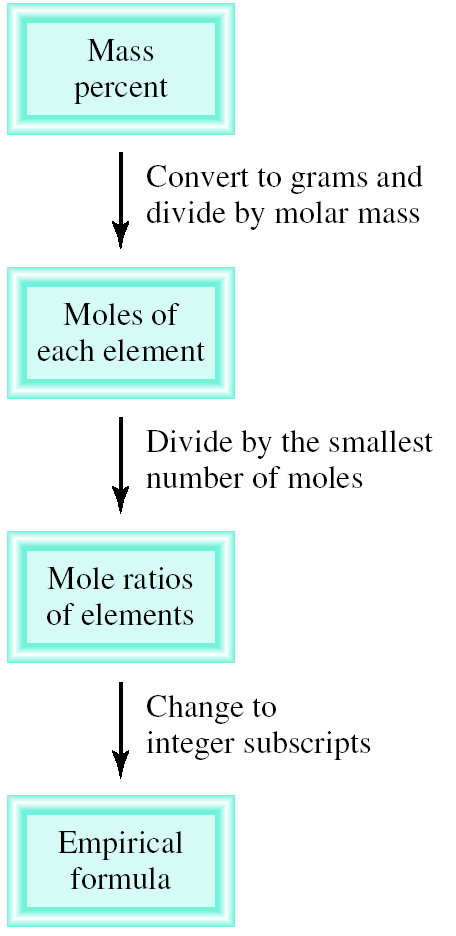 Mass
percent
Convert to grams and
divide by molar mass
Moles of
each element
Divide by the smallest
number of moles
Mole ratios
of elements
Change to
integer subscripts
Empirical
formula